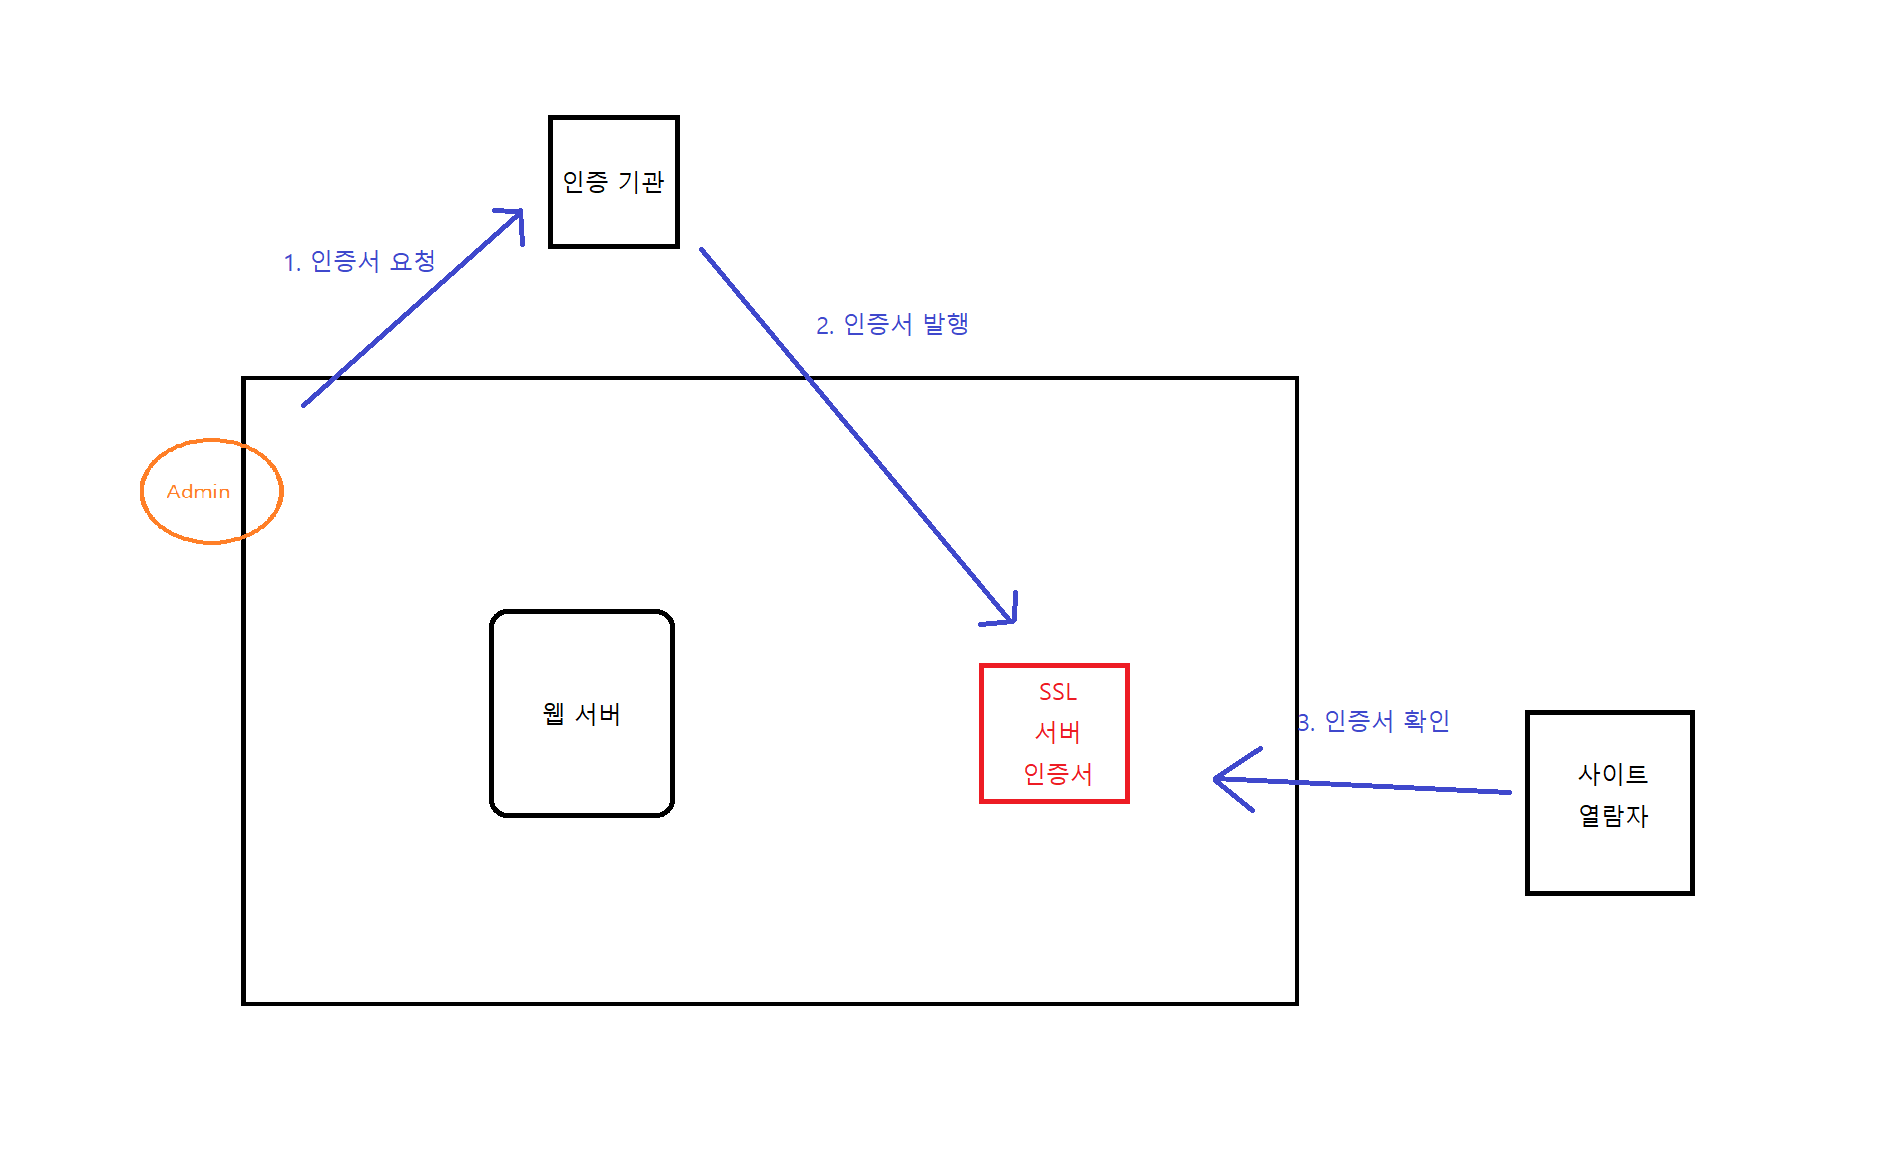 인증 기관
1. 인증서 요청
2. 인증서 발행
Admin
웹 서버
SSL
서버
인증서
3. 인증서 확인
사이트
열람자